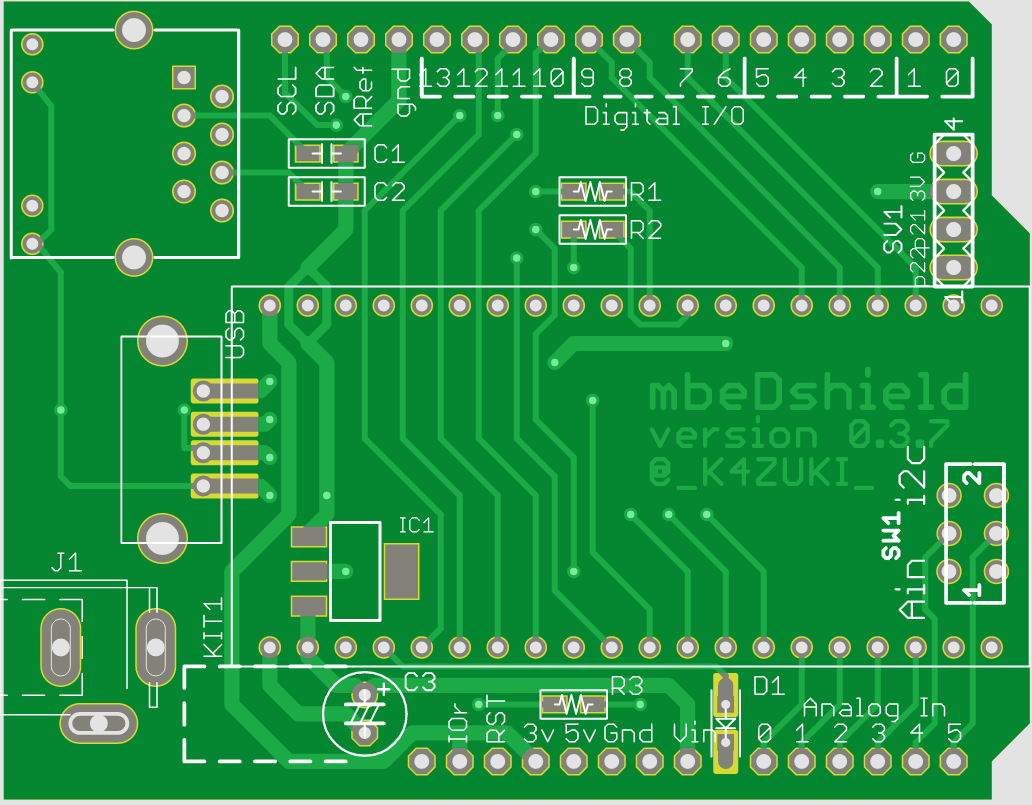 SCL SDA ARef gnd 13 12 11 10 9 8 7 6 5 4 3 2 1 0
Digital I/O
C1
C2
R1
R2
4
G
3V
p21
p22
1
SV1
USB
mbeDshield
version 0.3.7
@_K4ZUKI_
i2C
2
SW1
1
Ain
IC1
J1
KIT1
C3
+
R3
D1
IOr RST 3v 5v Gnd Vin
Analog In
0 1 2 3 4 5